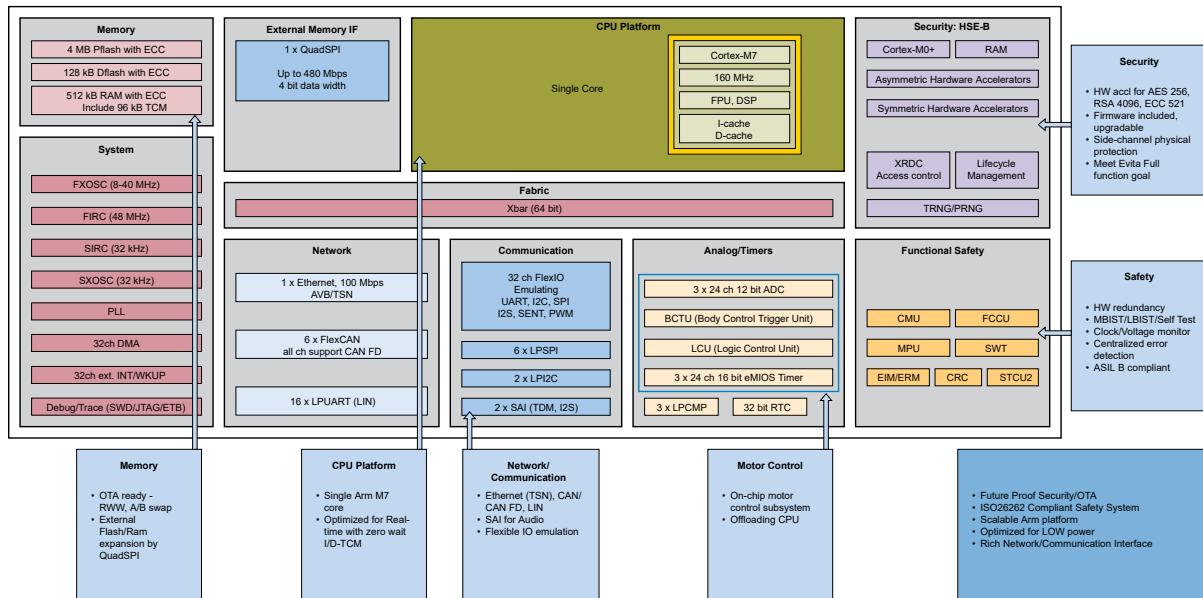 Memory
4 MB Pflash with ECC
128 kB Dflash with ECC
512 kB RAM with ECC
Include 96 kB TCM
External Memory IF
1 x QuadSPI
Up to 480 Mbps
4 bit data width
CPU Platform
Single Core
Cortex-M7
160 MHz
FPU, DSP
I-cache
D-cache
Security: HSE-B
Cortex-M0+
RAM
Asymmetric Hardware Accelerators
Symmetric Hardware Accelerators
XRDC
Access control
Lifecycle
Management
TRNG/PRNG
Security
• HW accl for AES 256,
RSA 4096, ECC 521
• Firmware included,
upgradable
• Side-channel physical
protection
• Meet Evita Full
function goal
System
FXOSC (8-40 MHz)
FIRC (48 MHz)
SIRC (32 kHz)
SXOSC (32 kHz)
PLL
32ch DMA
32ch ext. INT/WKUP
Debug/Trace (SWD/JTAG/ETB)
Fabric
Xbar (64 bit)
Network
1 x Ethernet, 100 Mbps
AVB/TSN
6 x FlexCAN
all ch support CAN FD
16 x LPUART (LIN)
Communication
32 ch FlexIO
Emulating
UART, I2C, SPI
I2S, SENT, PWM
6 x LPSPI
2 x LPI2C
2 x SAI (TDM, I2S)
Analog/Timers
3 x 24 ch 12 bit ADC
BCTU (Body Control Trigger Unit)
LCU (Logic Control Unit)
3 x 24 ch 16 bit eMIOS Timer
3 x LPCMP
32 bit RTC
Functional Safety
CMU
FCCU
MPU
SWT
EIM/ERM
CRC
STCU2
Safety
• HW redundancy
• MBIST/LBIST/Self Test
• Clock/Voltage monitor
• Centralized error
detection
• ASIL B compliant
Memory
• OTA ready -
RWW, A/B swap
• External
Flash/Ram
expansion by
QuadSPI
CPU Platform
• Single Arm M7
core
• Optimized for Real-
time with zero wait
I/D-TCM
Network/
Communication
• Ethernet (TSN), CAN/
CAN FD, LIN
• SAI for Audio
• Flexible IO emulation
Motor Control
• On-chip motor
control subsystem
• Offloading CPU
• Future Proof Security/OTA
• ISO26262 Compliant Safety System
• Scalable Arm platform
• Optimized for LOW power
• Rich Network/Communication Interface